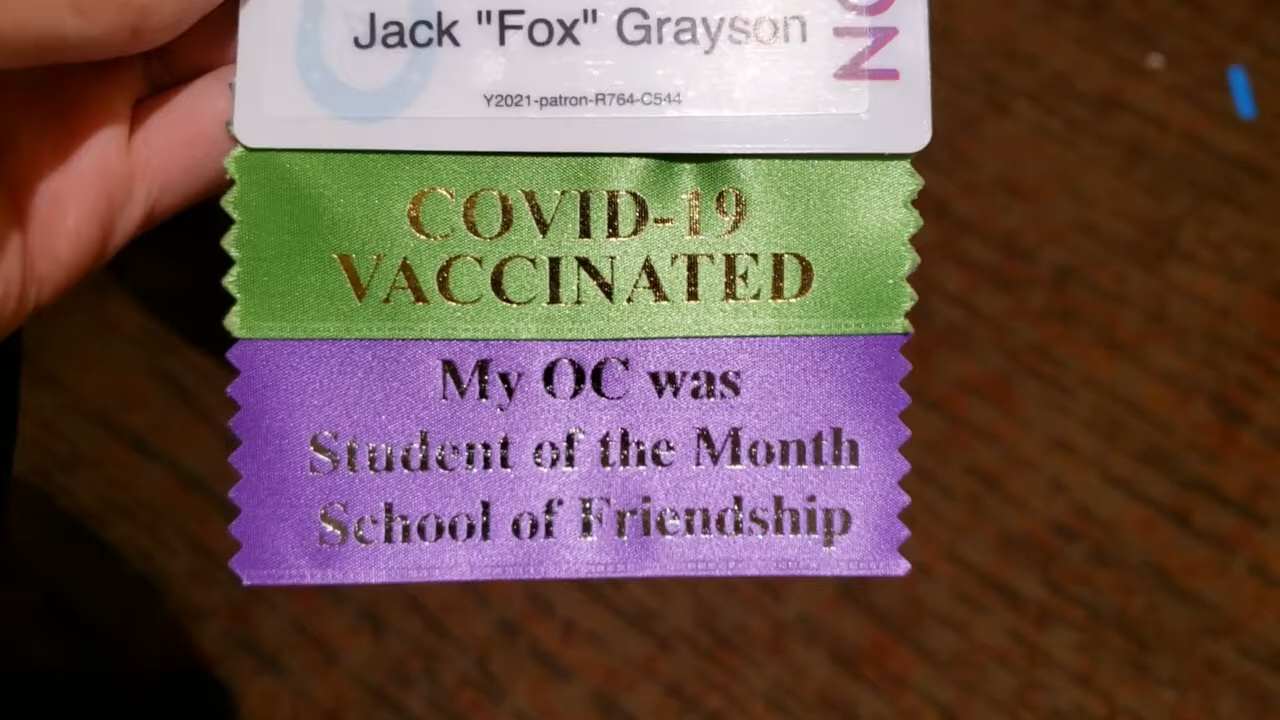 Jack "Fox" Grayson
ON
Y2021-patron-R764-C544
COVID-19
VACCINATED
My OC was
Student of the Month
School of Friendship